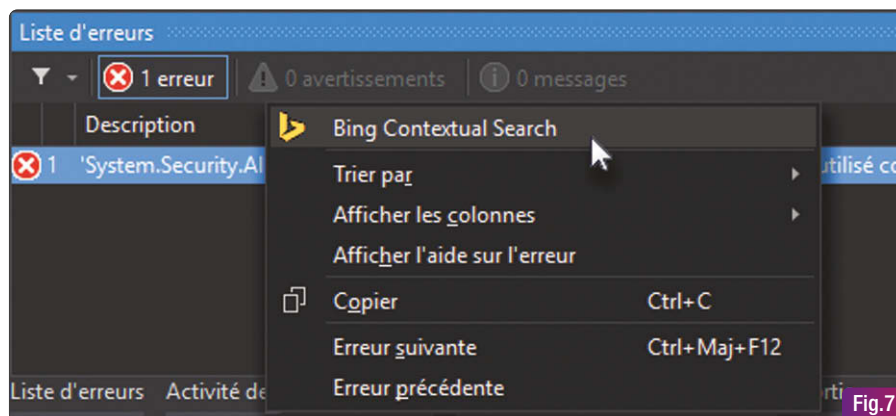 Liste d'erreurs
1 erreur 0 avertissements 0 messages
Description
1 'System.Security.Al utilisé co
Bing Contextual Search
Trier par
Afficher les colonnes
Afficher l'aide sur l'erreur
Copier Ctrl+C
Erreur suivante Ctrl+Maj+F12
Erreur précédente
Liste d'erreurs Activité de
Fig.7